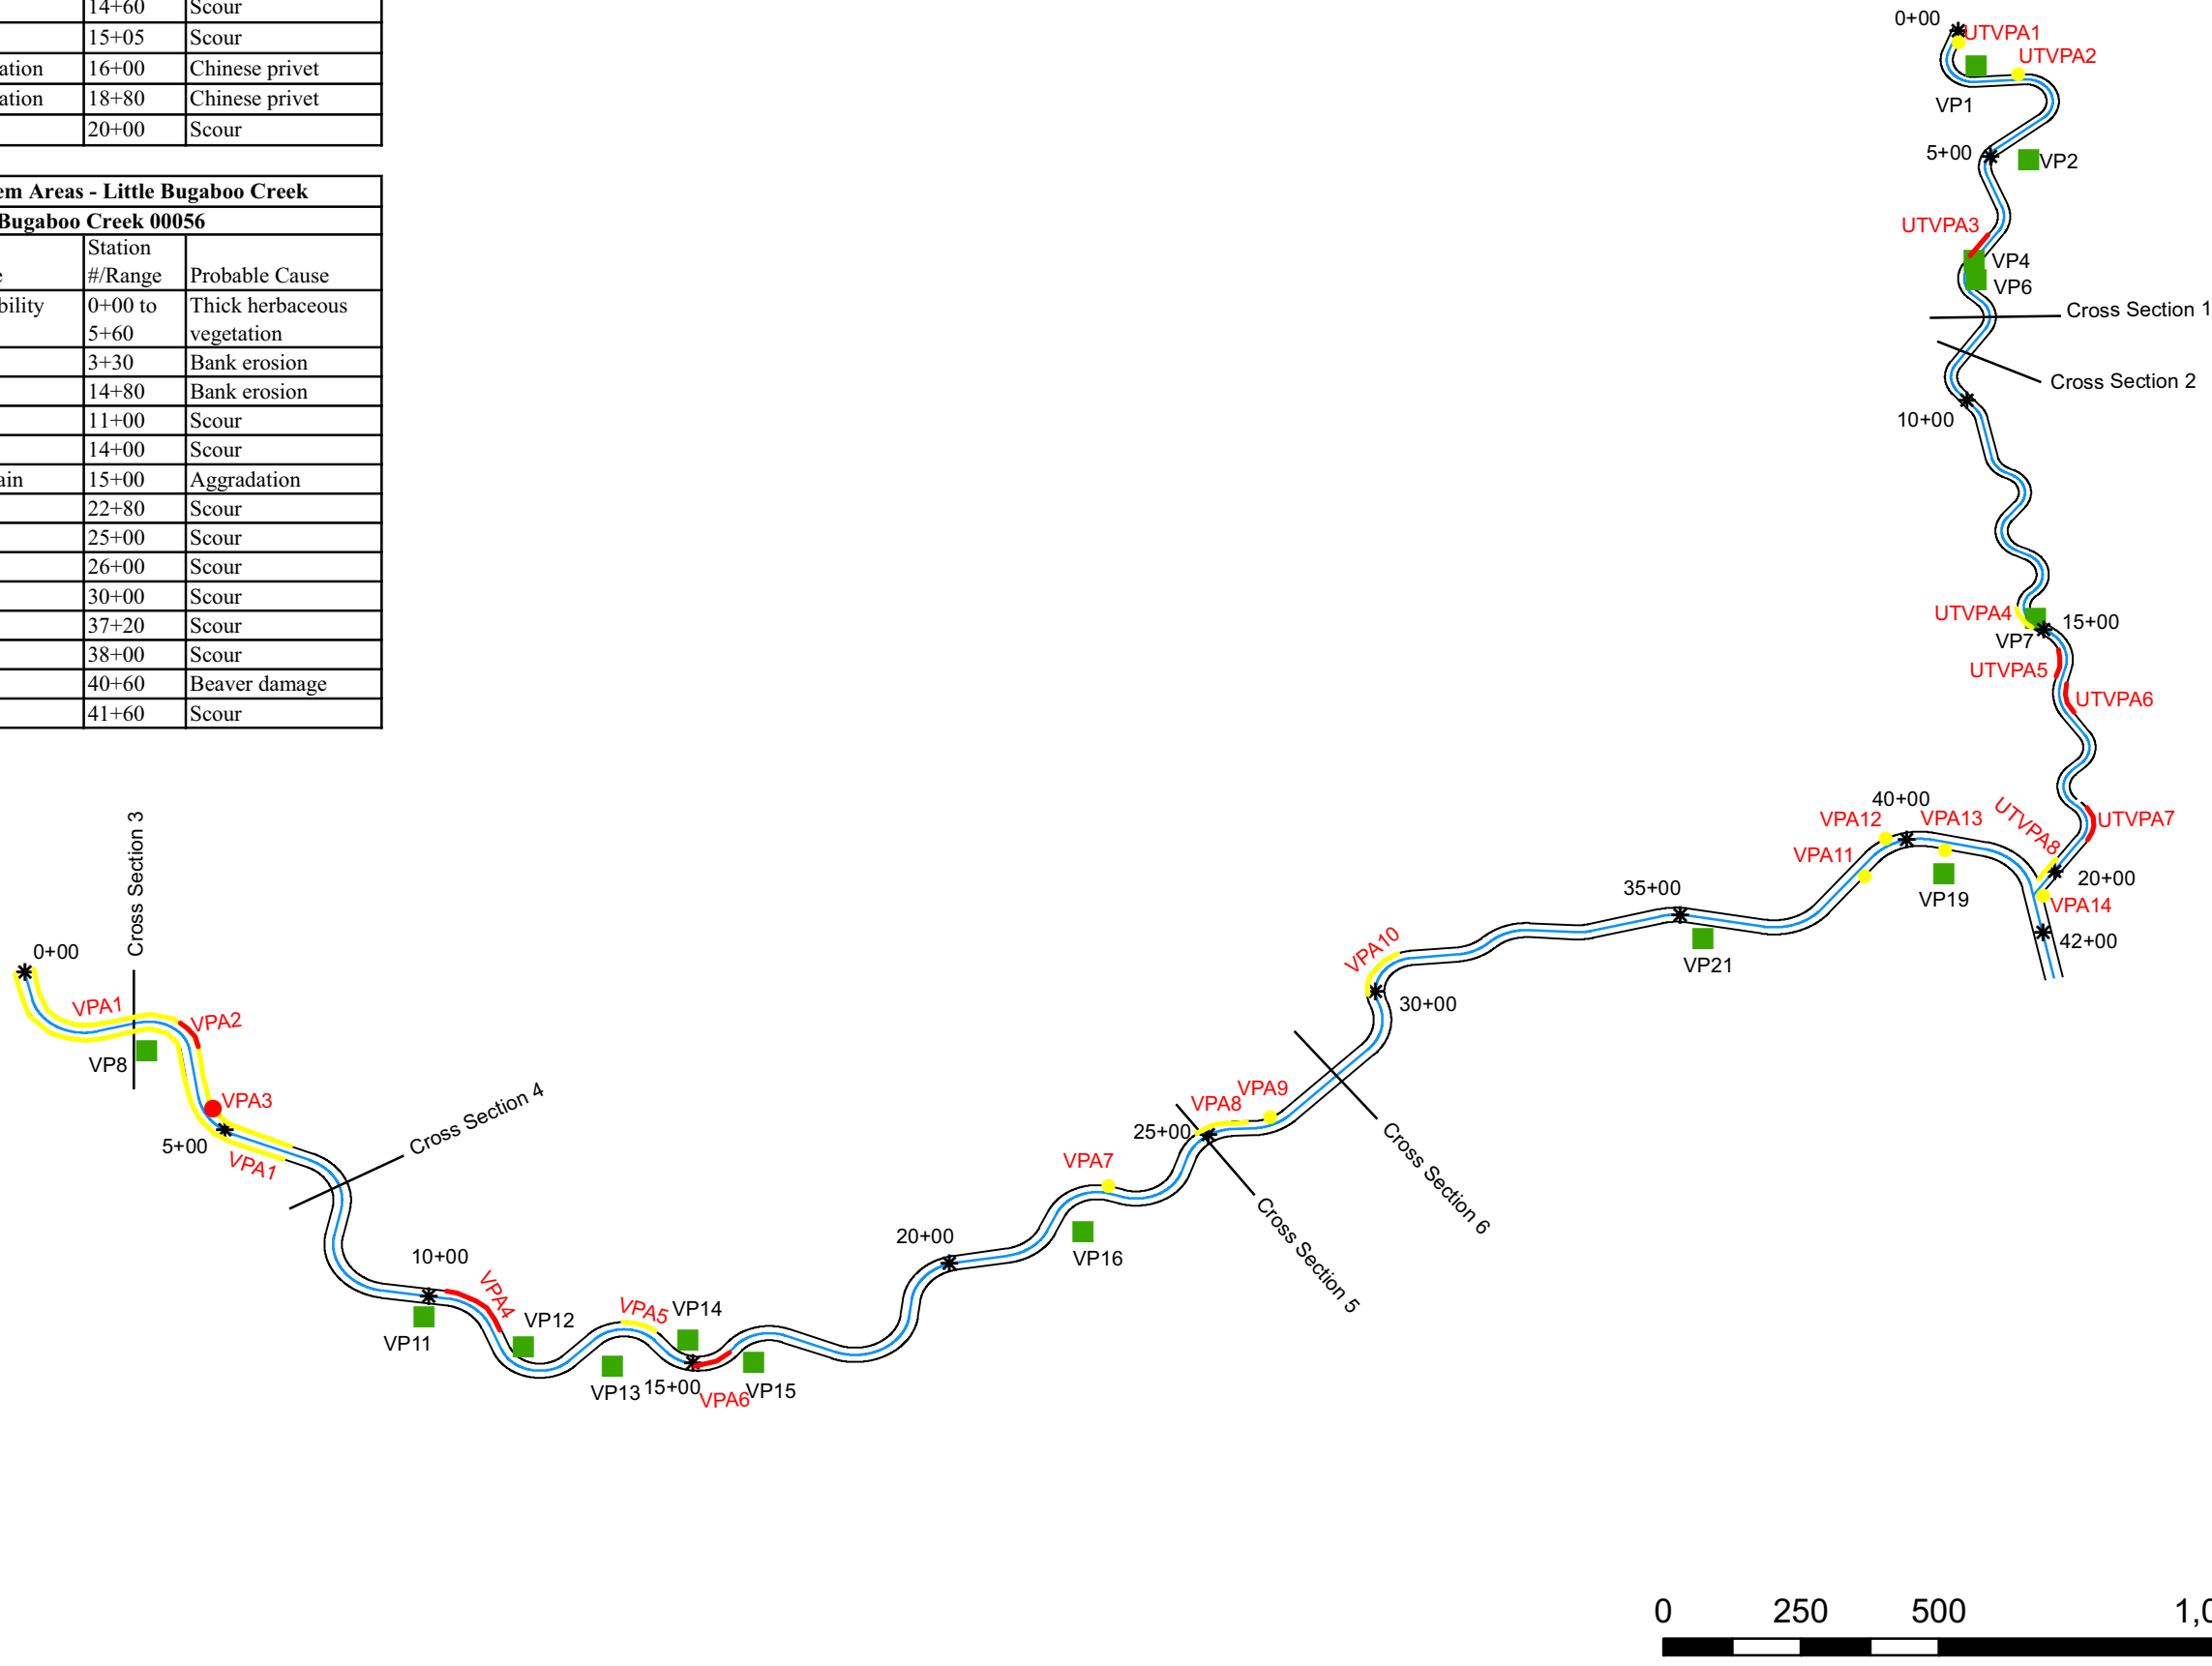 14+60 Scour
15+05 Scour
ation 16+00 Chinese privet
ation 18+80 Chinese privet
20+00 Scour
em Areas - Little Bugaboo Creek
Bugaboo Creek 00056
Station
e #/Range Probable Cause
bility 0+00 to Thick herbaceous
5+60 vegetation
3+30 Bank erosion
14+80 Bank erosion
11+00 Scour
14+00 Scour
ain 15+00 Aggradation
22+80 Scour
25+00 Scour
26+00 Scour
30+00 Scour
37+20 Scour
38+00 Scour
40+60 Beaver damage
41+60 Scour
0+00
UTVPA1
UTVPA2
VP1
5+00
VP2
UTVPA3
VP4
VP6
Cross Section 1
Cross Section 2
10+00
UTVPA4
15+00
VP7
UTVPA5
UTVPA6
UTVPA7
UTVPA8
20+00
VPA14
42+00
40+00
VPA12
VPA13
VPA11
VP19
35+00
VP21
VPA10
30+00
Cross Section 3
0+00
VPA1
VPA2
VP8
VPA3
5+00
VPA1
Cross Section 4
VPA9
VPA8
25+00
Cross Section 6
VPA7
Cross Section 5
20+00
VP16
10+00
VPA4
VP12
VPA5
VP14
VP11
VP13
15+00
VPA6
VP15
0 250 500 1,0